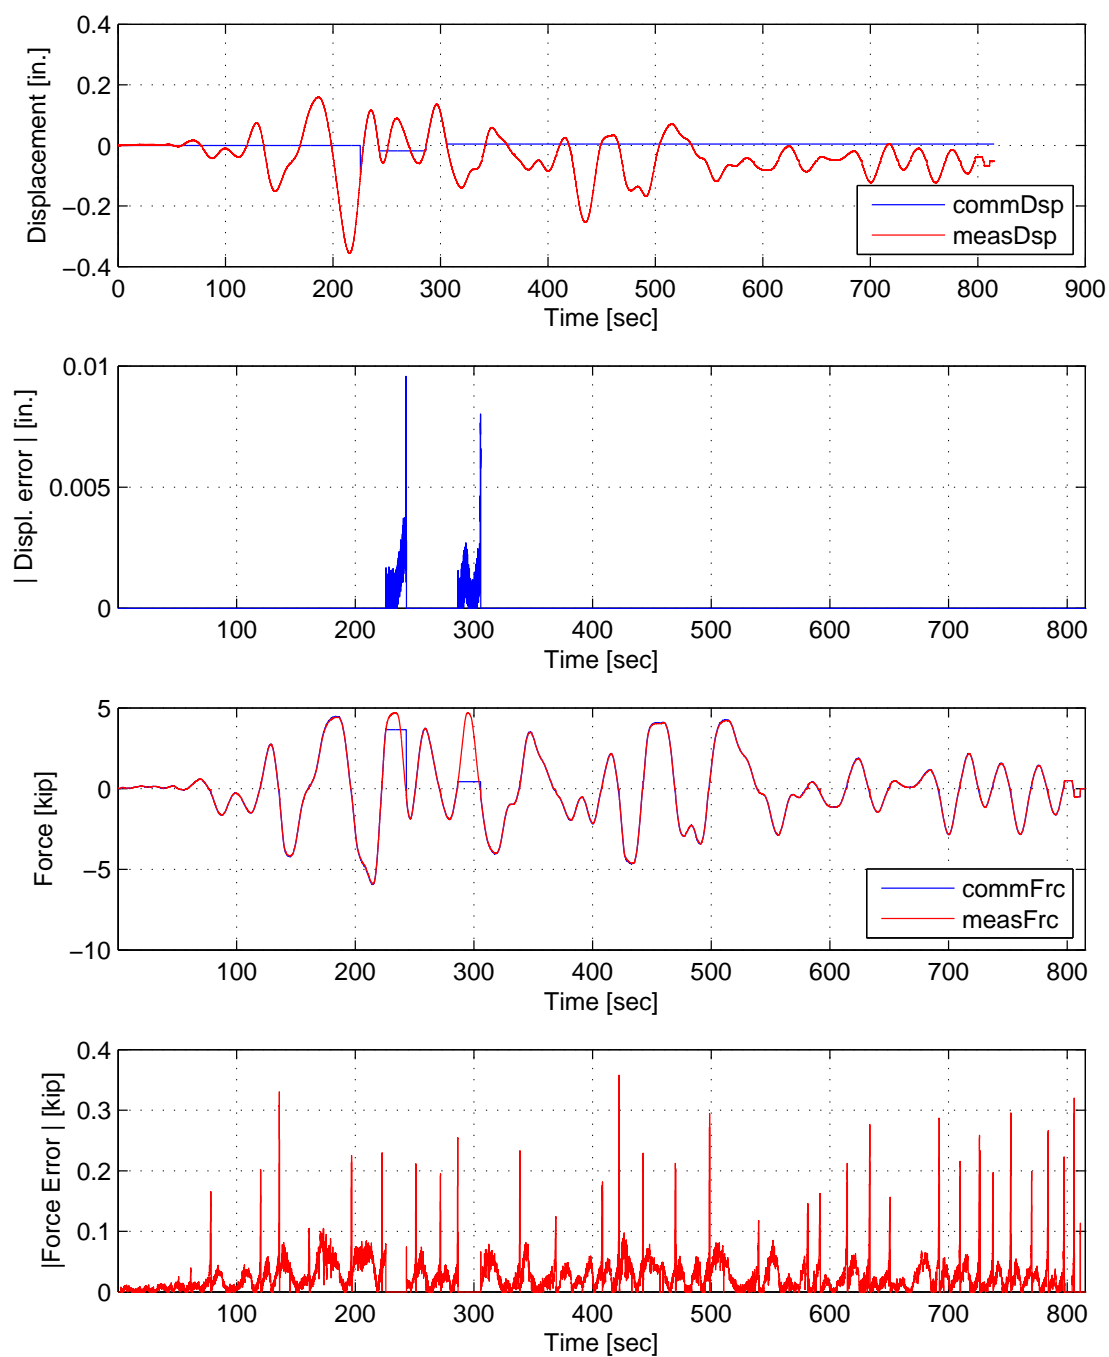 0.4
0.2
0
−0.2
−0.4
Displacement [in.]
commDsp
measDsp
0 100 200 300 400 500 600 700 800 900
Time [sec]
0.01
0.005
0
| Displ. error | [in.]
100 200 300 400 500 600 700 800
Time [sec]
5
0
−5
−10
Force [kip]
commFrc
measFrc
100 200 300 400 500 600 700 800
Time [sec]
0.4
0.3
0.2
0.1
0
|Force Error | [kip]
100 200 300 400 500 600 700 800
Time [sec]